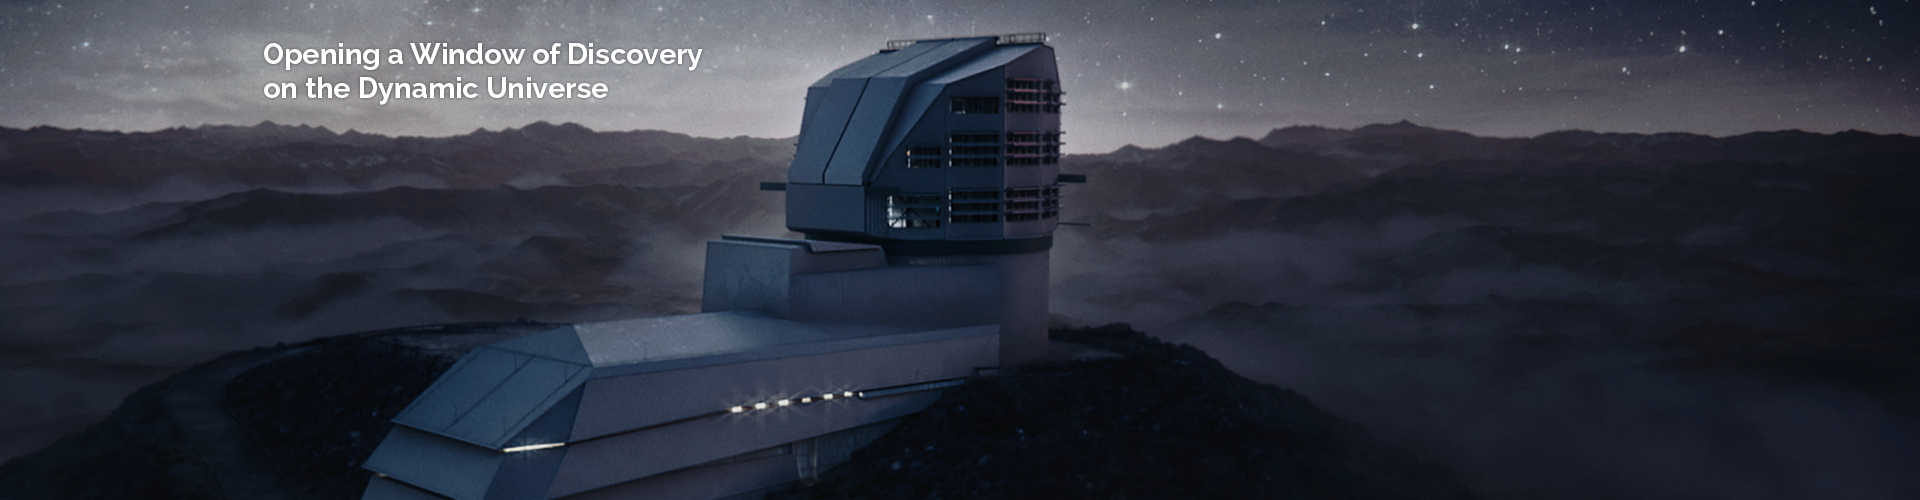 Opening a Window of Discovery
on the Dynamic Universe